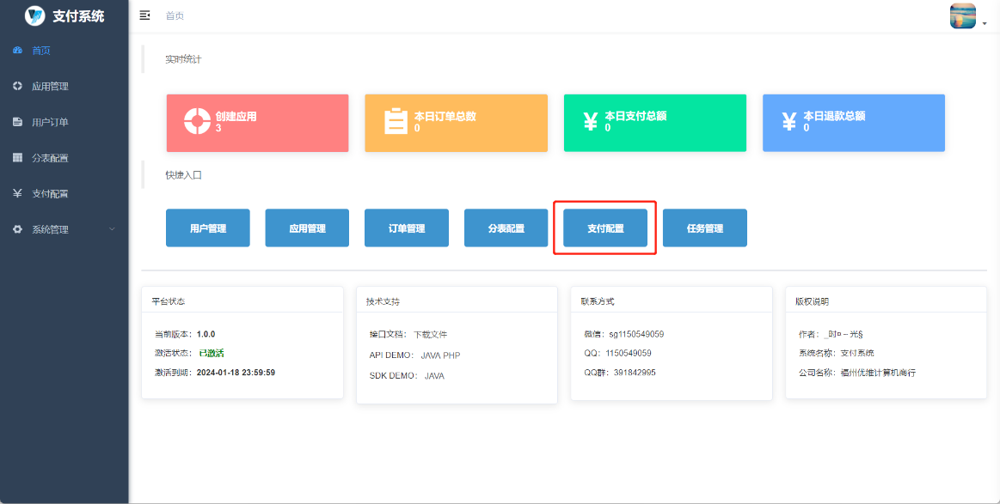 支付系统
首页
应用管理
用户订单
分表配置
支付配置
系统管理
首页
实时统计
创建应用
3
本日订单总数
0
本日支付总额
0
本日退款总额
0
快捷入口
用户管理 应用管理 订单管理 分表配置 支付配置 任务管理
平台状态
当前版本：1.0.0
激活状态： 已激活
激活到期：2024-01-18 23:59:59
技术支持
接口文档： 下载文件
API DEMO： JAVA PHP
SDK DEMO： JAVA
联系方式
微信：sg1150549059
QQ：1150549059
QQ群：391842995
版权说明
作者：_时¤～光§
系统名称：支付系统
公司名称：福州优维计算机商行